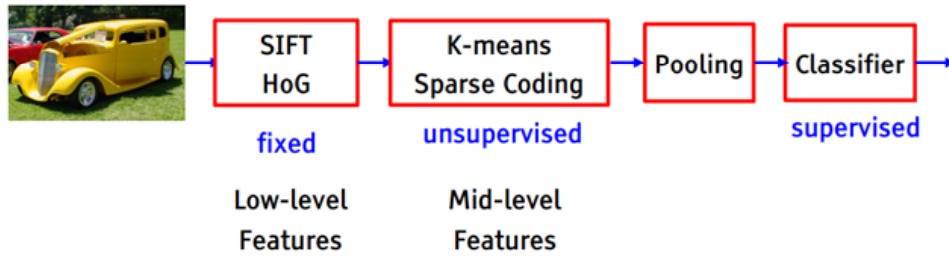 SIFT
HoG
K-means
Sparse Coding
Pooling
Classifier
fixed
unsupervised
supervised
Low-level
Features
Mid-level
Features